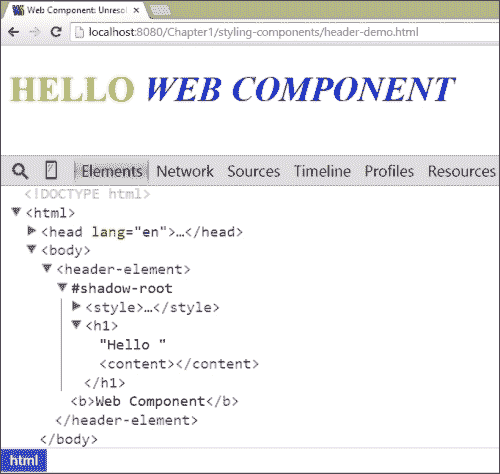 Web Component: Unresol
localhost:8080/Chapter1/styling-components/header-demo.html
HELLO WEB COMPONENT
Elements Network Sources Timeline Profiles Resources
<!DOCTYPE html>
<html>
<head lang="en">…</head>
<body>
<header-element>
#shadow-root
<style>…</style>
<h1>
"Hello "
<content></content>
</h1>
<b>Web Component</b>
</header-element>
</body>
html